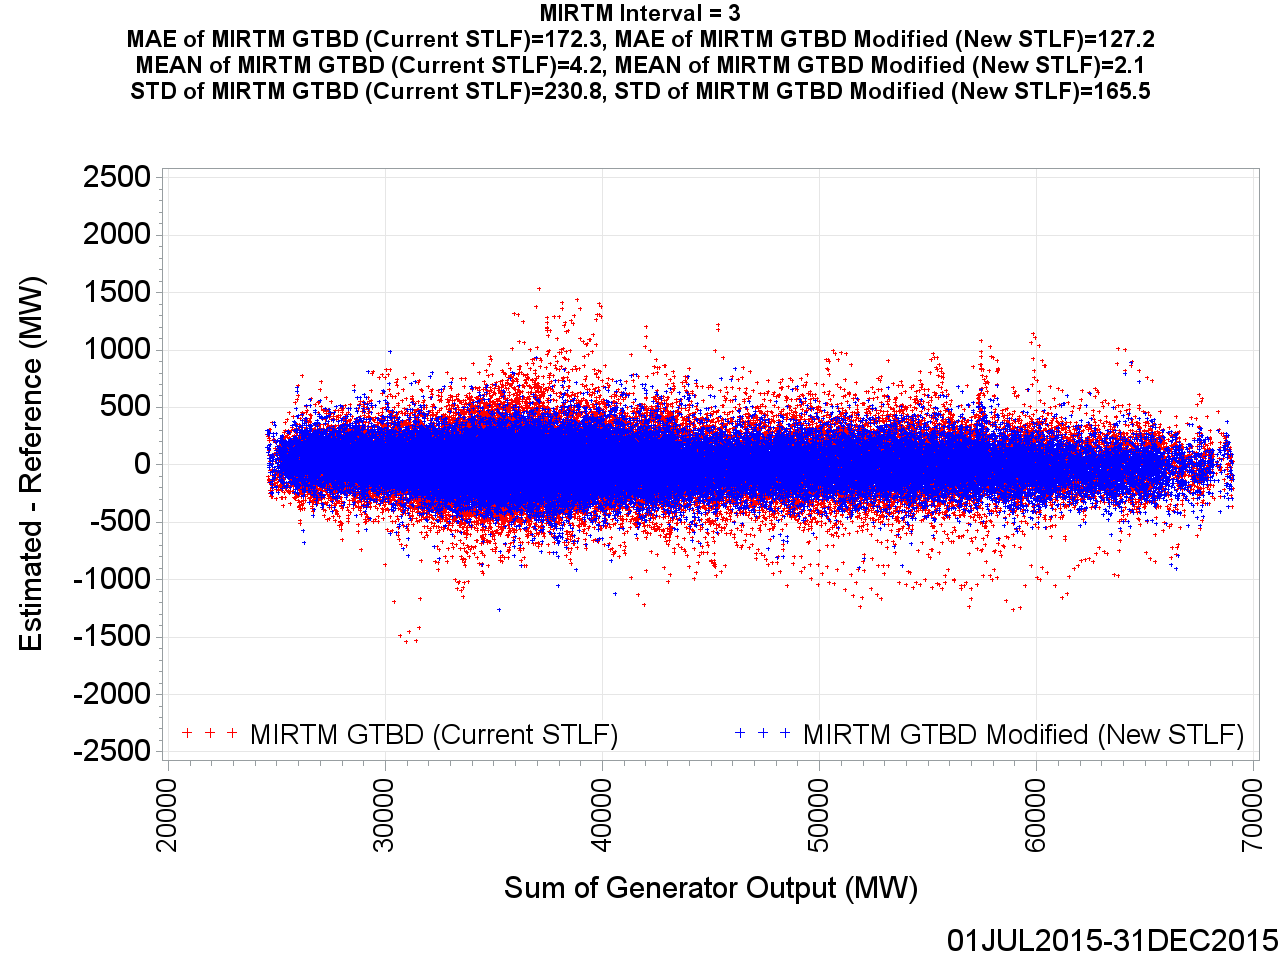 MIRTM Interval = 3
MAE of MIRTM GTBD (Current STLF)=172.3, MAE of MIRTM GTBD Modified (New STLF)=127.2
MEAN of MIRTM GTBD (Current STLF)=4.2, MEAN of MIRTM GTBD Modified (New STLF)=2.1
STD of MIRTM GTBD (Current STLF)=230.8, STD of MIRTM GTBD Modified (New STLF)=165.5
Estimated - Reference (MW)
2500
2000
1500
1000
500
0
-500
-1000
-1500
-2000
-2500
MIRTM GTBD (Current STLF)
MIRTM GTBD Modified (New STLF)
20000
30000
40000
50000
60000
70000
Sum of Generator Output (MW)
01JUL2015-31DEC2015